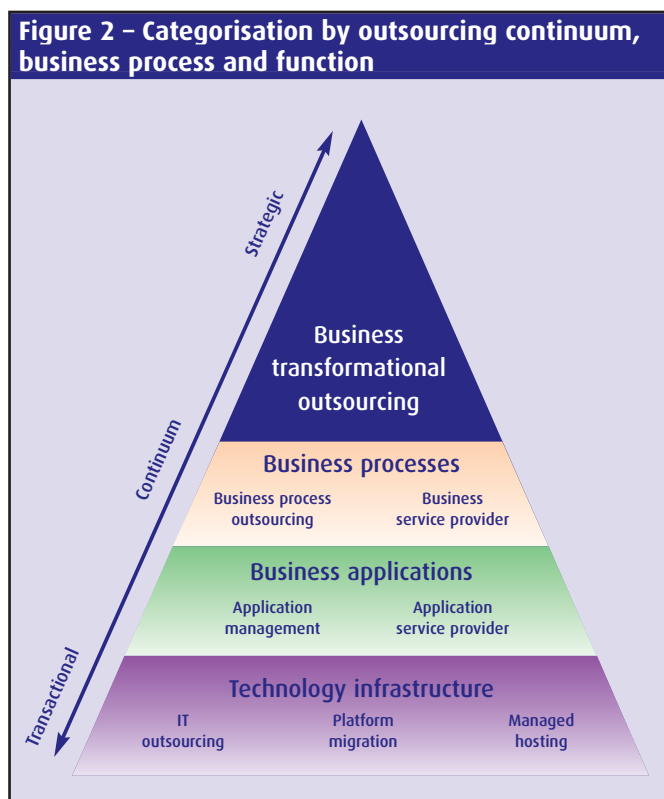 Figure 2 – Categorisation by outsourcing continuum,
business process and function
Strategic
Continuum
Transactional
Business
transformational
outsourcing
Business processes
Business process
outsourcing
Business
service provider
Business applications
Application
management
Application
service provider
Technology infrastructure
IT
outsourcing
Platform
migration
Managed
hosting